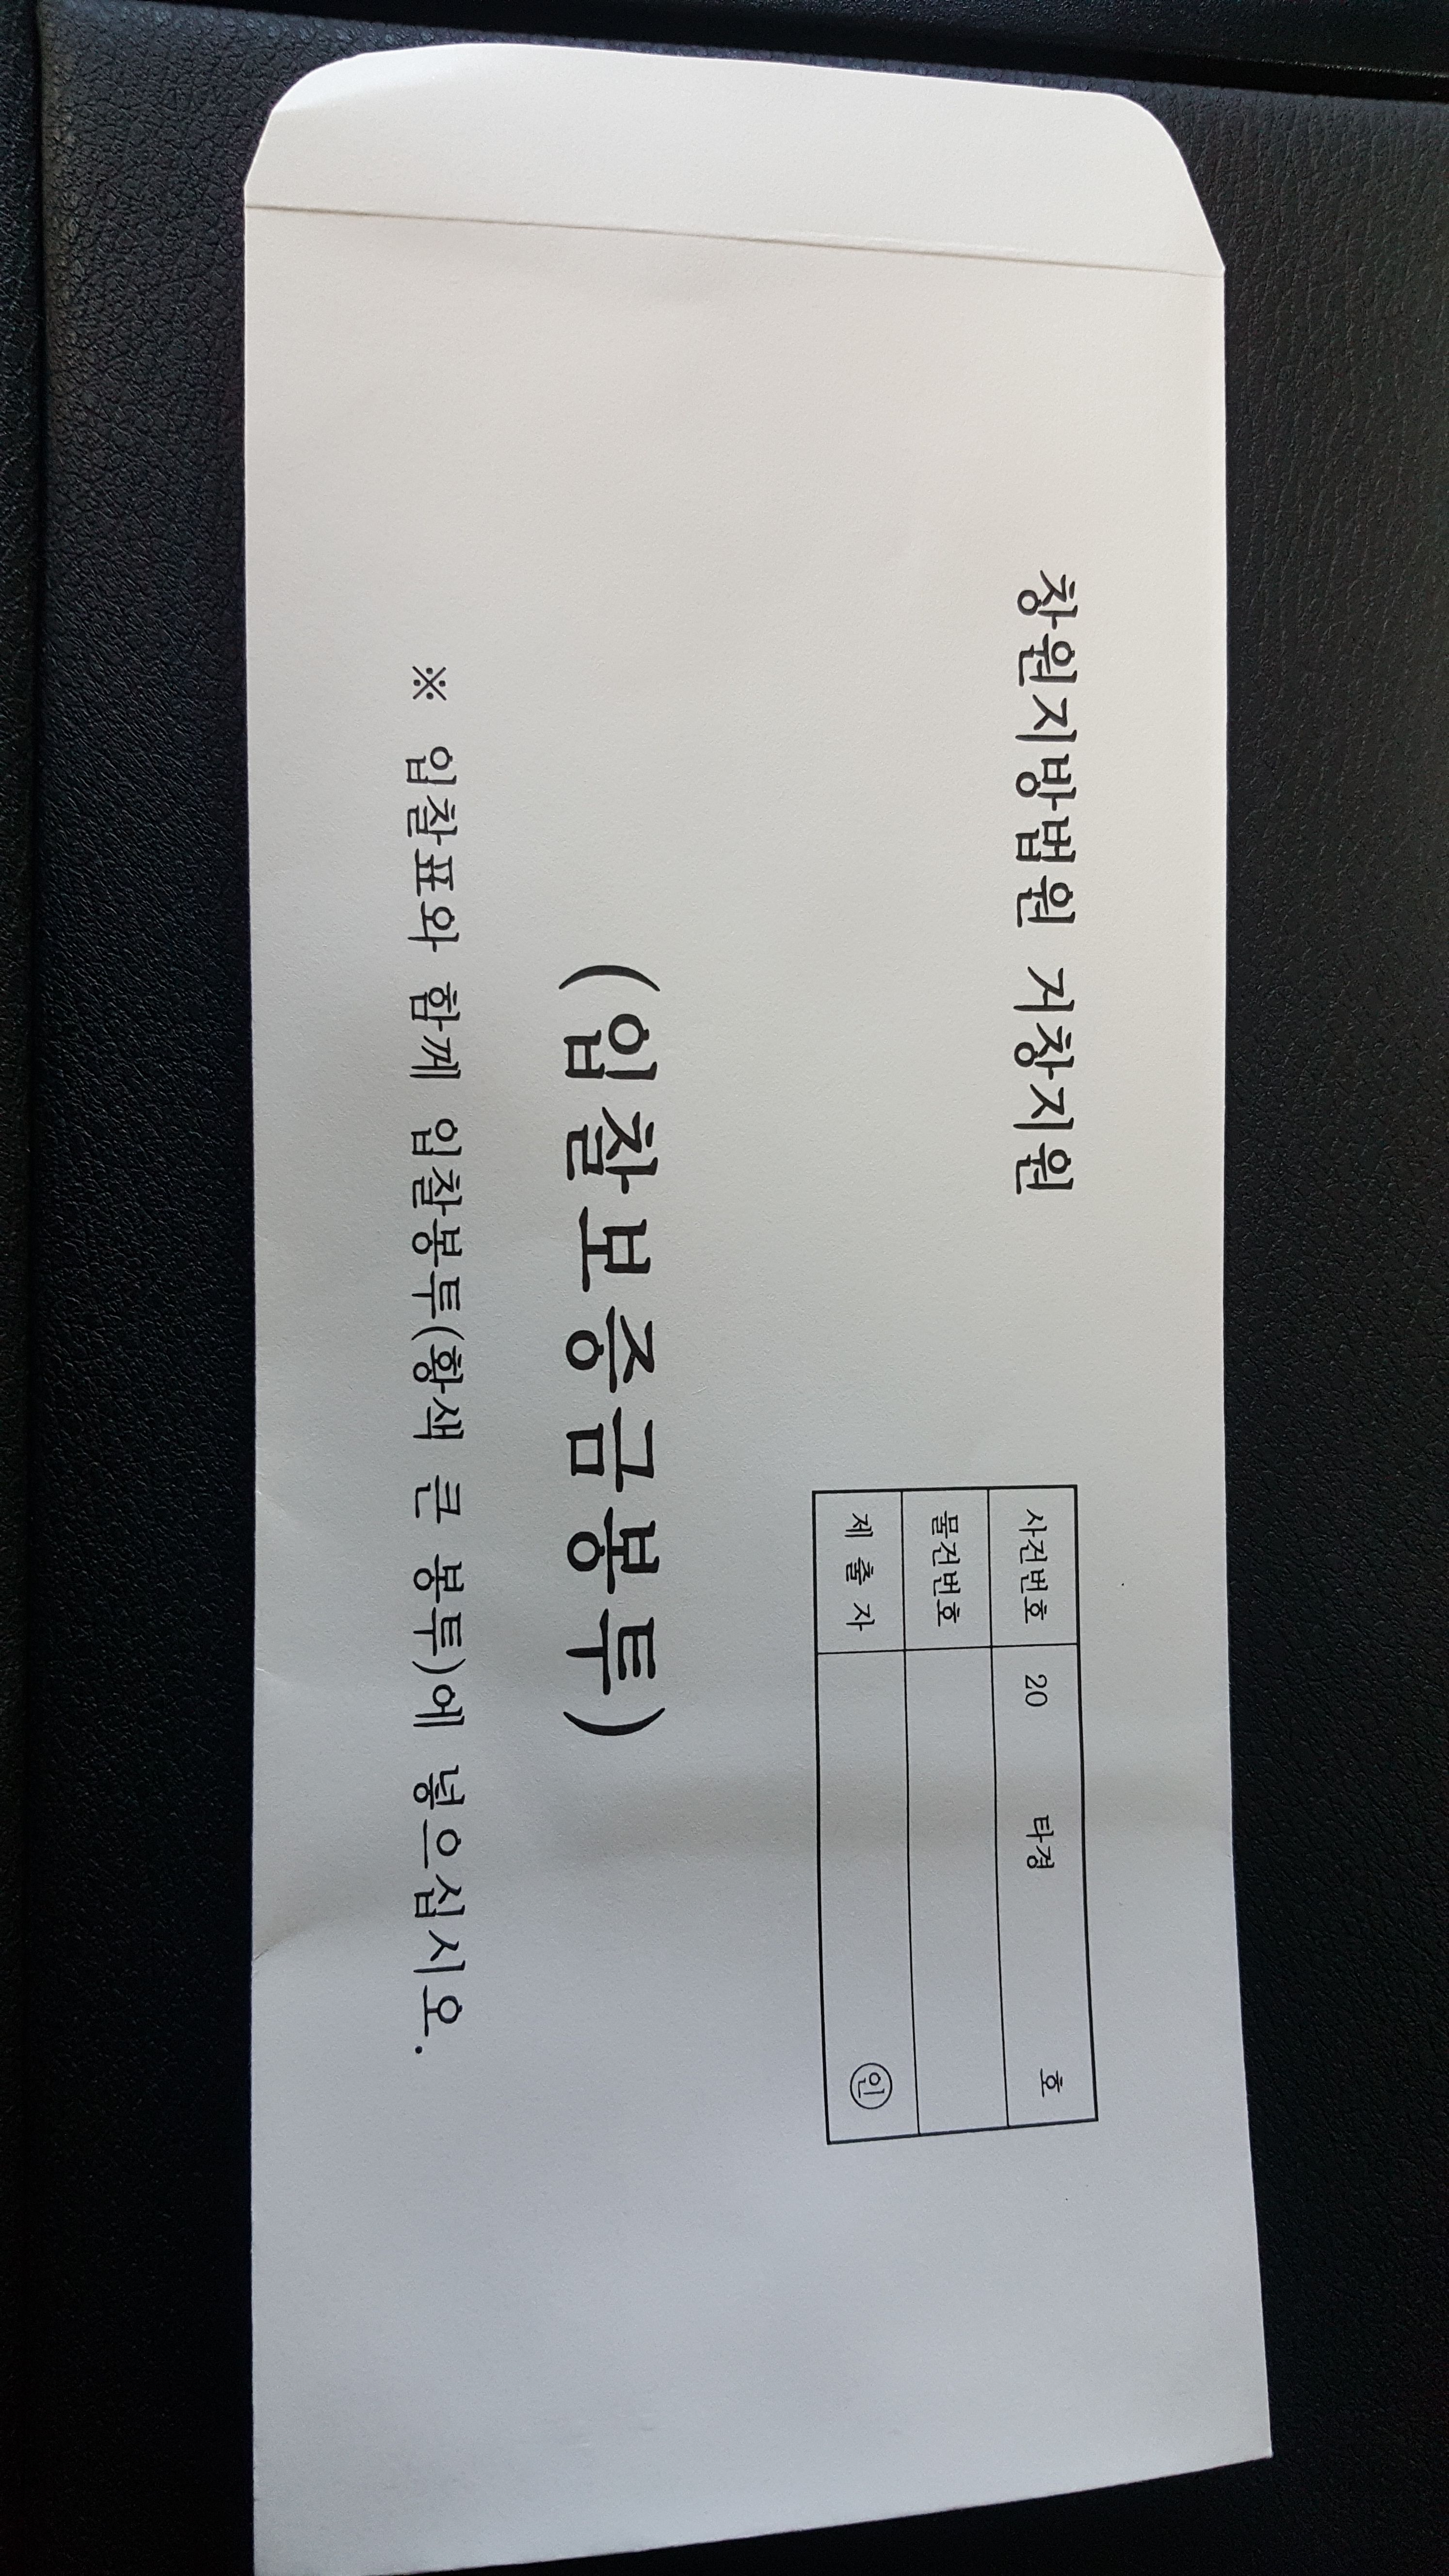 창원지방법원 거창지원
사건번호 20 타경 호
물건번호
제 출 자 ㊞
(입찰보증금봉투)
※ 입찰표와 함께 입찰봉투(황색 큰 봉투)에 넣으십시오.